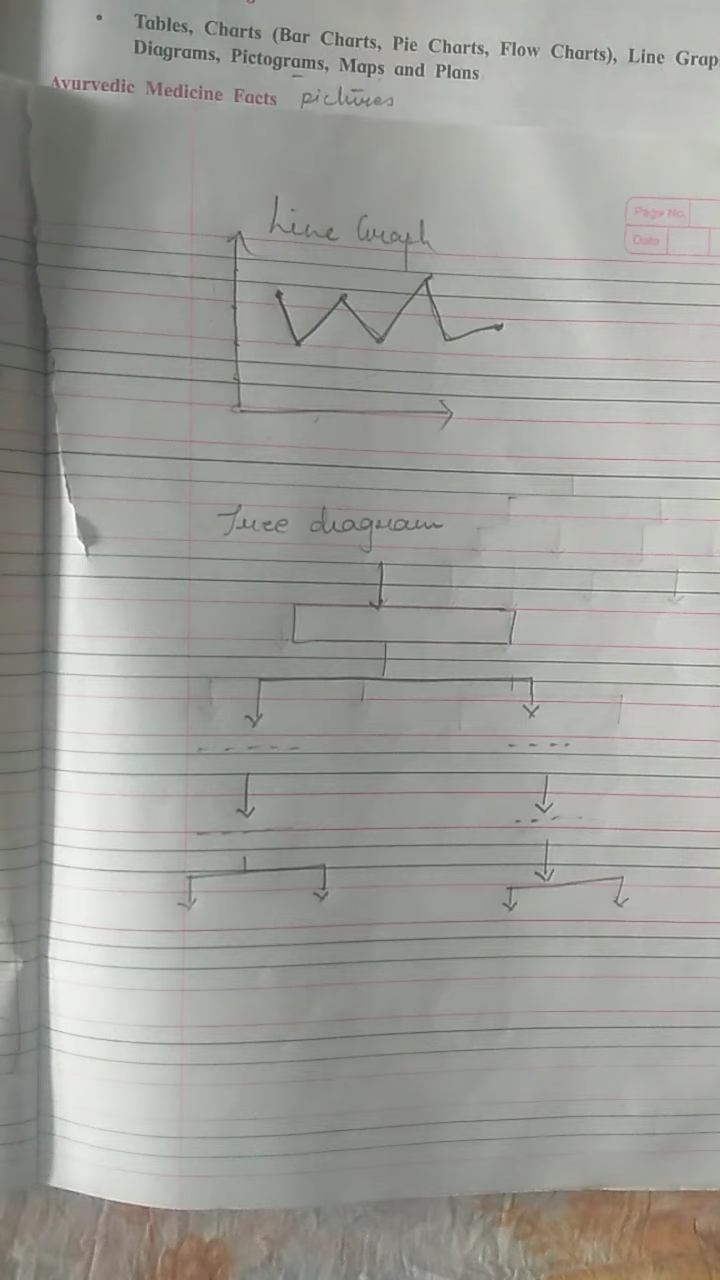 • Tables, Charts (Bar Charts, Pie Charts, Flow Charts), Line Grap
Diagrams, Pictograms, Maps and Plans
Ayurvedic Medicine Facts pictures
Line Graph
Page No.
Date
Tree diagram